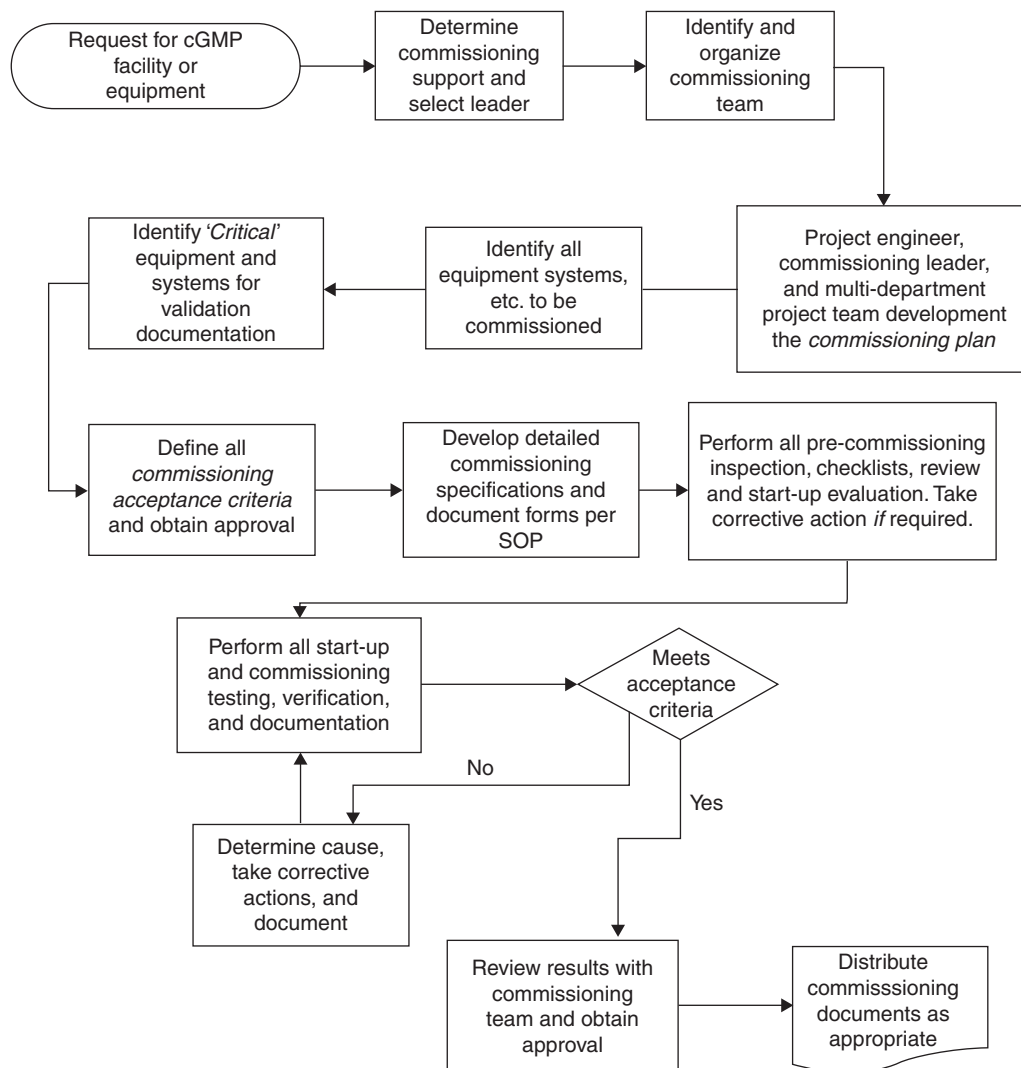 Request for cGMP
facility or
equipment
Determine
commissioning
support and
select leader
Identify and
organize
commissioning
team
Project engineer,
commissioning leader,
and multi-department
project team development
the commissioning plan
Identify all
equipment systems,
etc. to be
commissioned
Identify ‘Critical’
equipment and
systems for
validation
documentation
Define all
commissioning
acceptance criteria
and obtain approval
Develop detailed
commissioning
specifications and
document forms per
SOP
Perform all pre-commissioning
inspection, checklists, review
and start-up evaluation. Take
corrective action if required.
Perform all start-up
and commissioning
testing, verification,
and documentation
Meets
acceptance
criteria
No
Yes
Determine cause,
take corrective
actions, and
document
Review results with
commissioning
team and obtain
approval
Distribute
commisssioning
documents as
appropriate